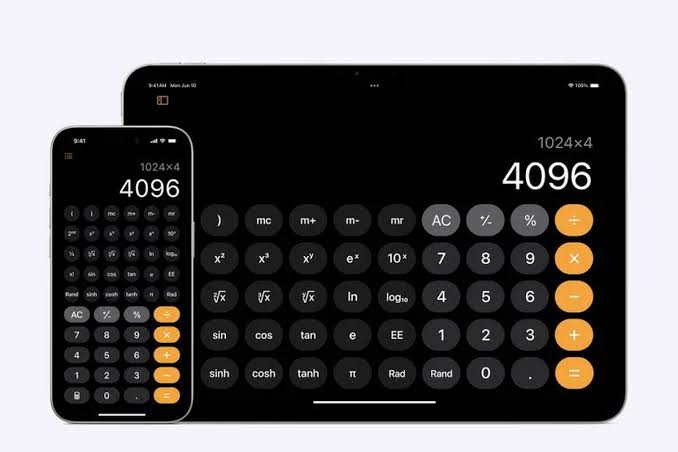 9:41
1024×4
4096
( ) mc m+ m- mr
2ⁿᵈ x² x³ xʸ eˣ 10ˣ
¹⁄ₓ ²√x ³√x ʸ√x ln log₁₀
x! sin cos tan e EE
Rand sinh cosh tanh π Rad
AC ⁺⁄₋ % ÷
7 8 9 ×
4 5 6 +
1 2 3 −
0 . =
9:41AM Mon Jun 10 100%
1024×4
4096
) mc m+ m- mr AC ⁺⁄₋ % ÷
x² x³ xʸ eˣ 10ˣ 7 8 9 ×
²√x ³√x ʸ√x ln log₁₀ 4 5 6 −
sin cos tan e EE 1 2 3 +
sinh cosh tanh π Rad Rand 0 . =